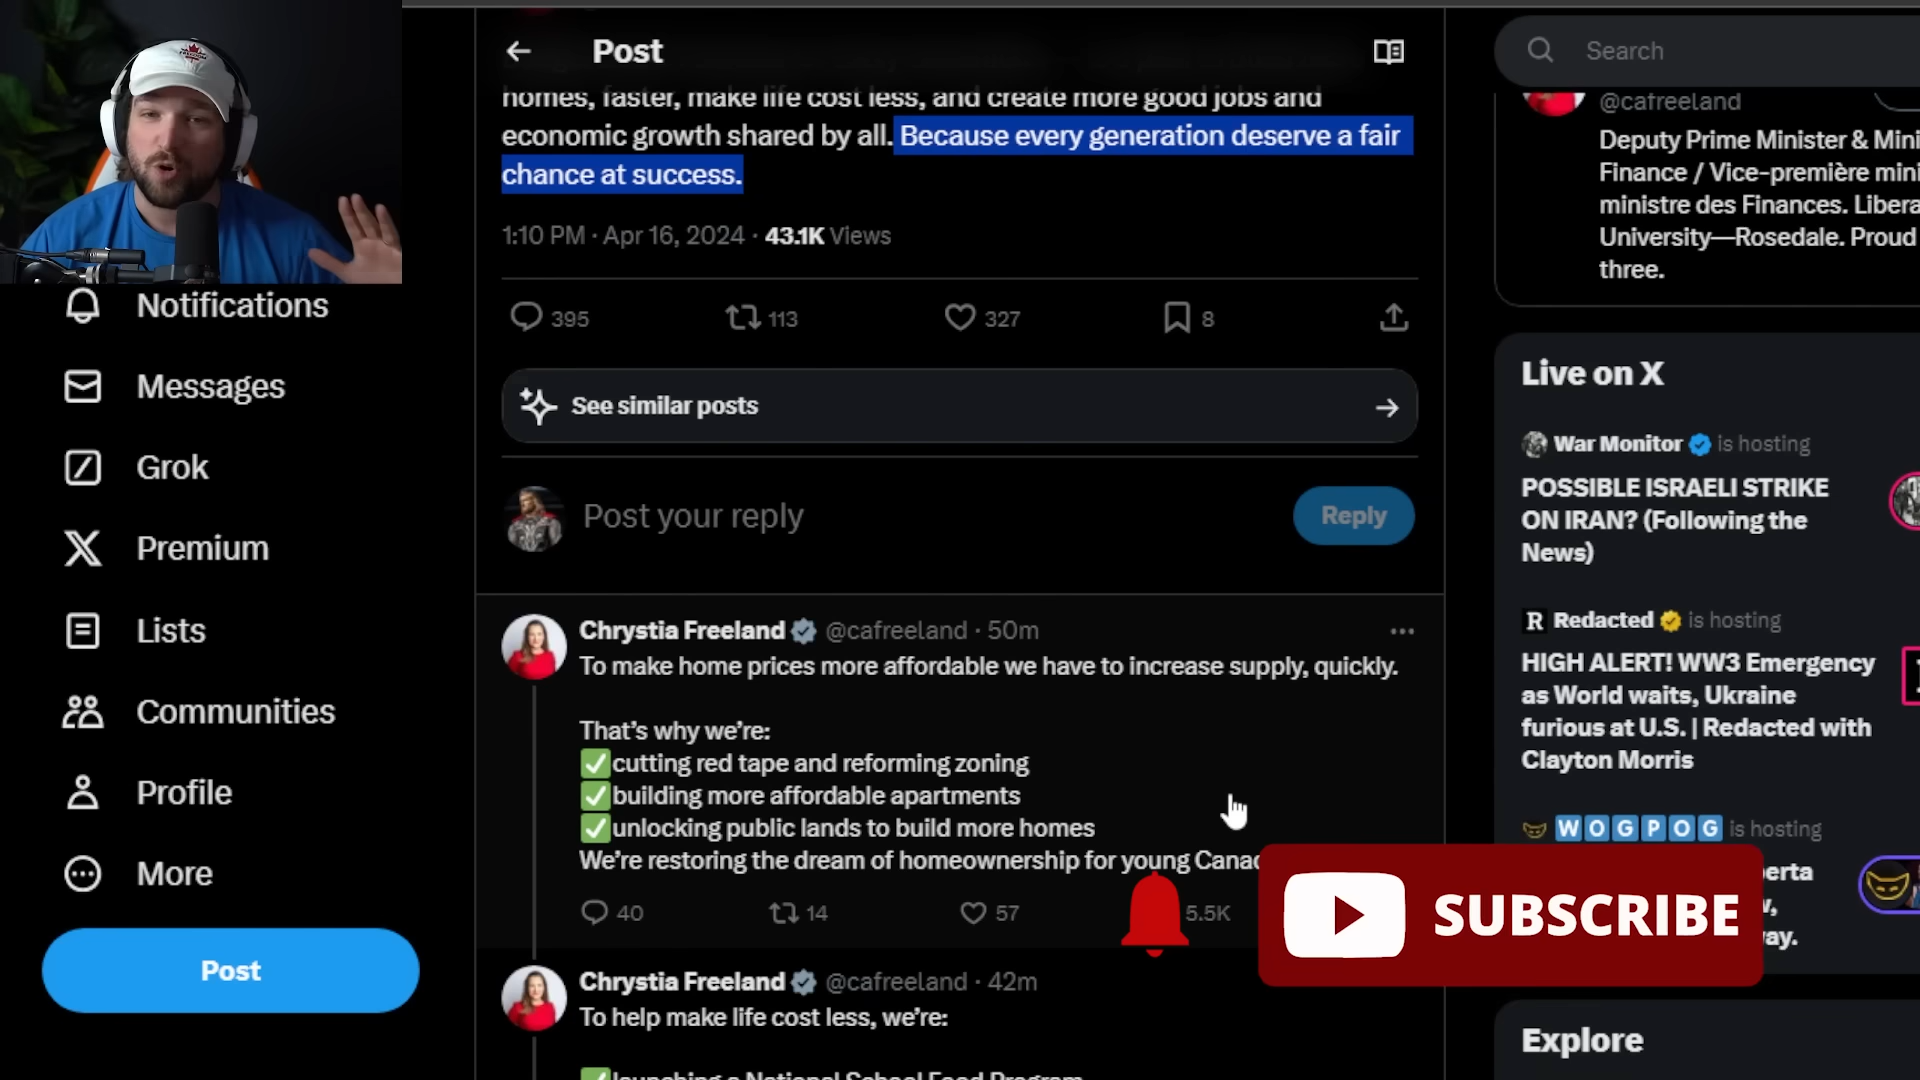 Post
homes, faster, make life cost less, and create more good jobs and
economic growth shared by all. Because every generation deserve a fair
chance at success.
1:10 PM · Apr 16, 2024 · 43.1K Views
395
113
327
8
See similar posts
Post your reply
Reply
Chrystia Freeland @cafreeland · 50m
To make home prices more affordable we have to increase supply, quickly.
That's why we're:
✅cutting red tape and reforming zoning
✅building more affordable apartments
✅unlocking public lands to build more homes
We're restoring the dream of homeownership for young Canad
40
14
57
5.5K
Chrystia Freeland @cafreeland · 42m
To help make life cost less, we're:
✅launching a National School Food Program
Notifications
Messages
Grok
Premium
Lists
Communities
Profile
More
Post
Search
@cafreeland
Deputy Prime Minister & Mini
Finance / Vice-première mini
ministre des Finances. Libera
University—Rosedale. Proud
three.
Live on X
War Monitor is hosting
POSSIBLE ISRAELI STRIKE
ON IRAN? (Following the
News)
R Redacted is hosting
HIGH ALERT! WW3 Emergency
as World waits, Ukraine
furious at U.S. | Redacted with
Clayton Morris
WOGPOG is hosting
erta
ay.
SUBSCRIBE
Explore